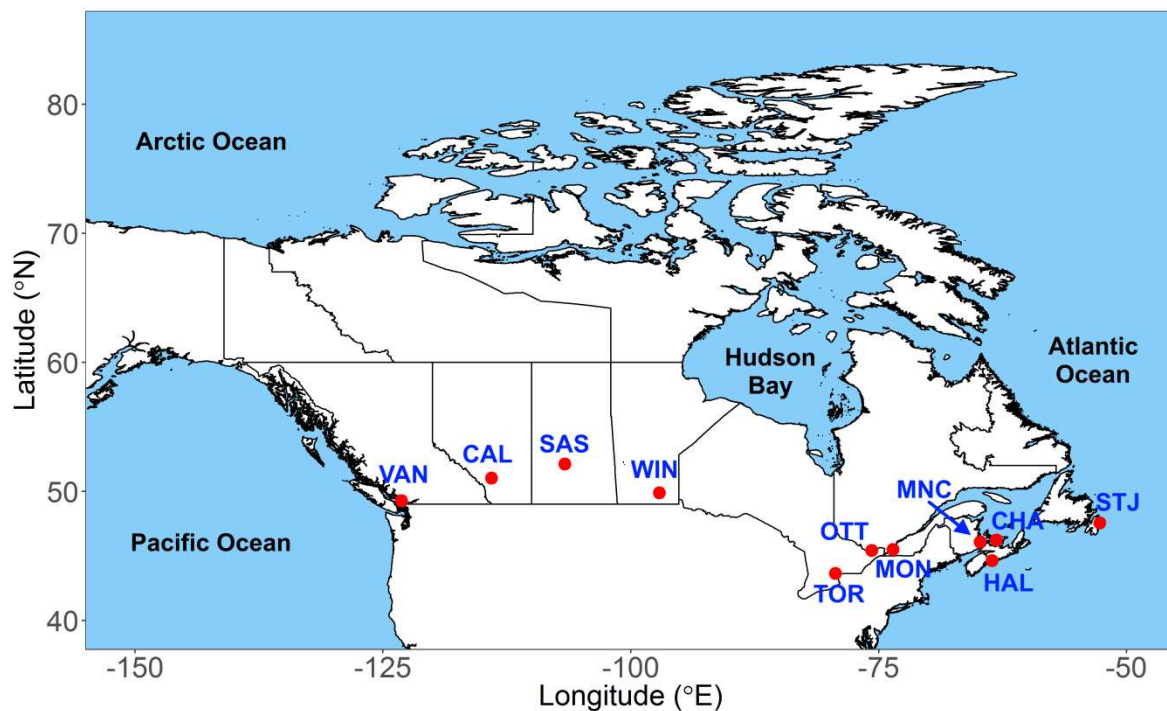 80
70
60
50
40
Latitude (°N)
Arctic Ocean
Hudson
Bay
Atlantic
Ocean
Pacific Ocean
VAN
CAL
SAS
WIN
MNC
CHA
STJ
OTT
MON
HAL
TOR
-150
-125
-100
-75
-50
Longitude (°E)